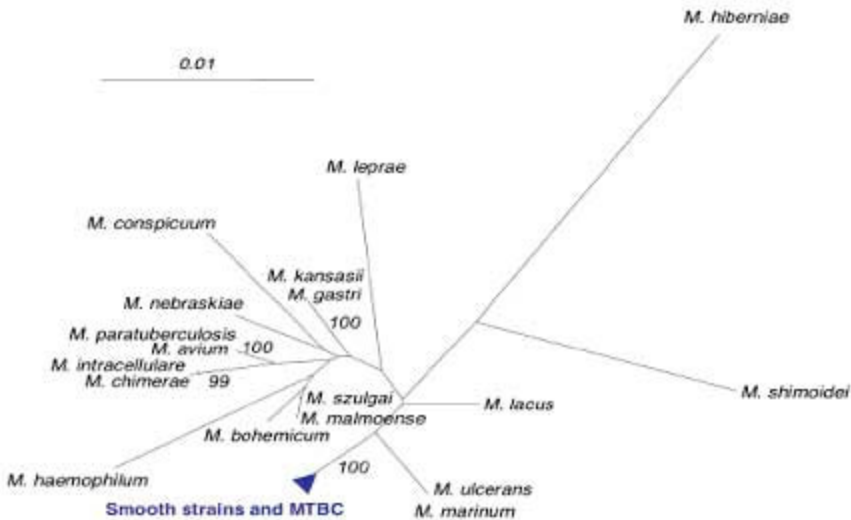 M. hiberniae
0.01
M. leprae
M. conspicuum
M. kansasii
M. gastri
M. nebraskiae
100
M. paratuberculosis
M. avium 100
M. intracellulare
M. chimerae 99
M. szulgai
M. malmoense
M. shimoidei
M. lacus
M. bohemicum
M. haemophilum
100
M. ulcerans
Smooth strains and MTBC
M. marinum